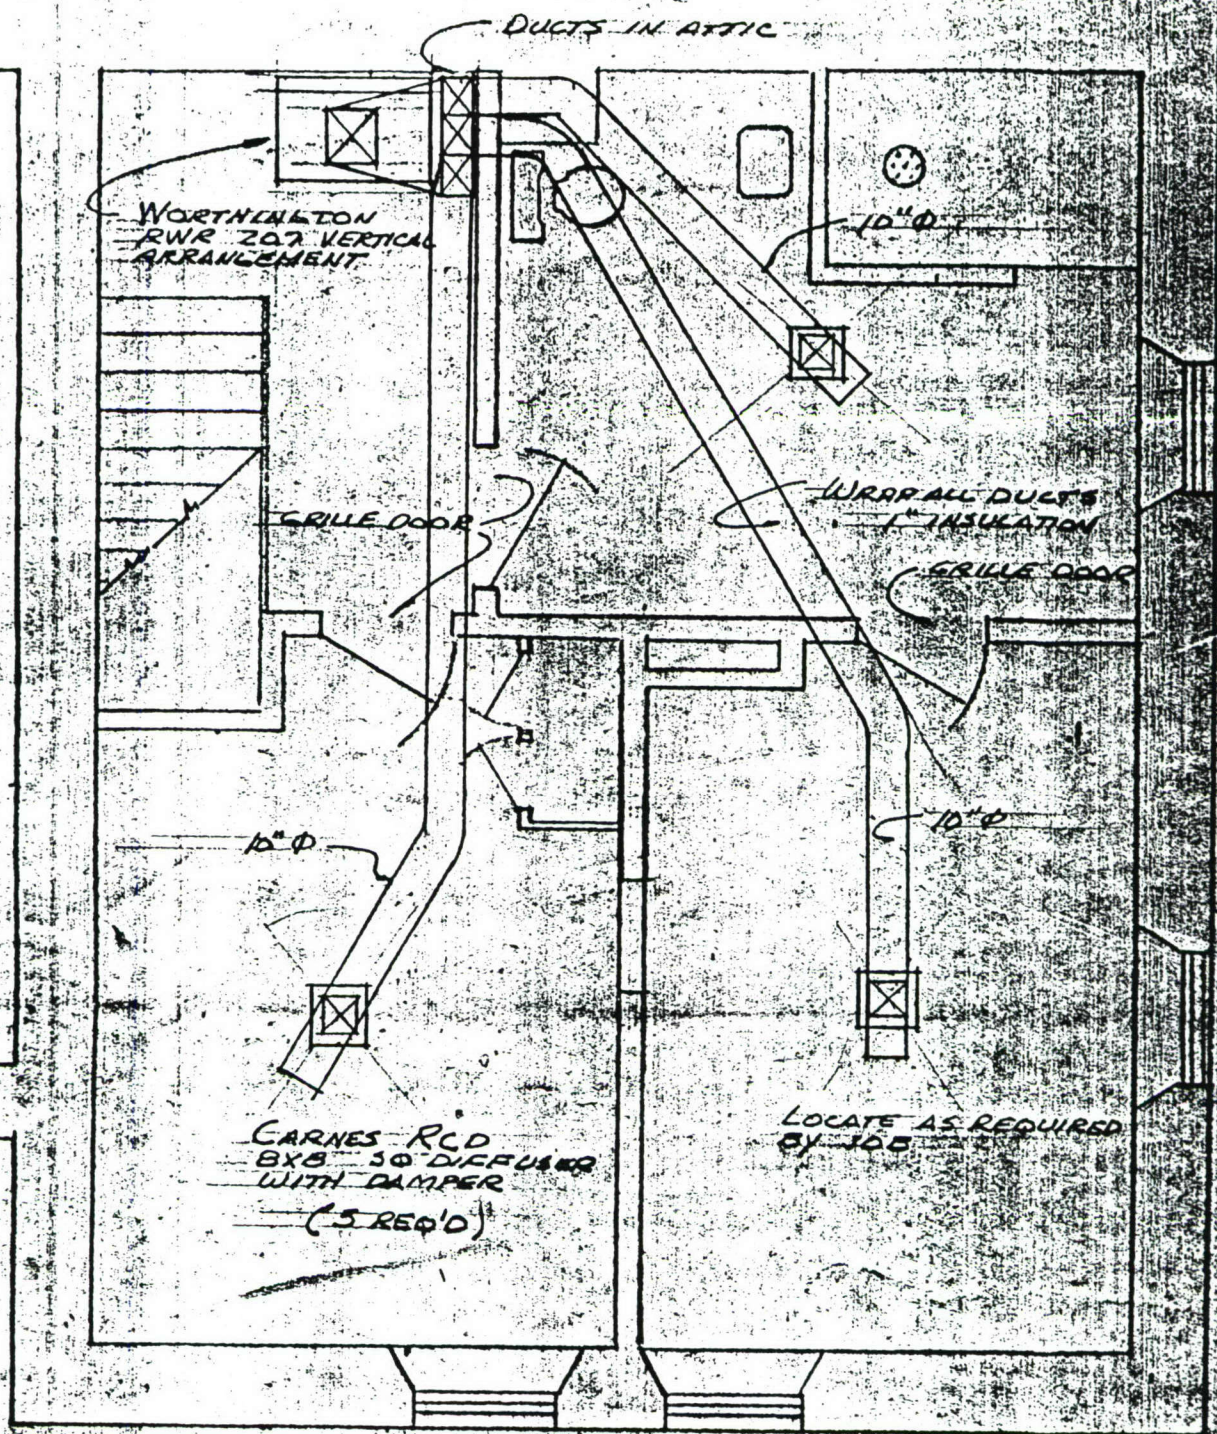 DUCTS IN ATTIC
WORTHINGTON
RWR 207 VERTICAL
ARRANGEMENT
10"Φ
GRILLE DOOR
WRAP ALL DUCTS
1" INSULATION
GRILLE DOOR
10"Φ
10"Φ
CARNES RCD
8X8 SQ DIFFUSER
WITH DAMPER
(3 REQ'D)
LOCATE AS REQUIRED
BY JOB